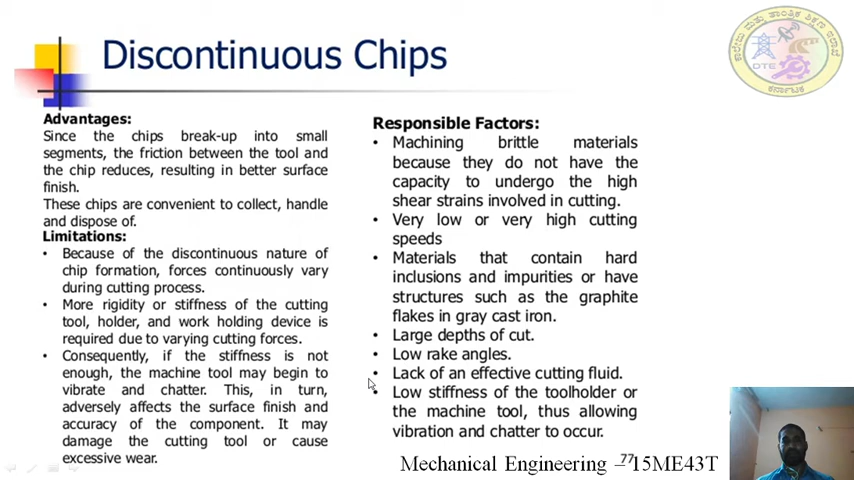 Discontinuous Chips
Advantages:
Since the chips break-up into small
segments, the friction between the tool and
the chip reduces, resulting in better surface
finish.
These chips are convenient to collect, handle
and dispose of.
Limitations:
• Because of the discontinuous nature of
chip formation, forces continuously vary
during cutting process.
• More rigidity or stiffness of the cutting
tool, holder, and work holding device is
required due to varying cutting forces.
• Consequently, if the stiffness is not
enough, the machine tool may begin to
vibrate and chatter. This, in turn,
adversely affects the surface finish and
accuracy of the component. It may
damage the cutting tool or cause
excessive wear.
Responsible Factors:
• Machining brittle materials
because they do not have the
capacity to undergo the high
shear strains involved in cutting.
• Very low or very high cutting
speeds
• Materials that contain hard
inclusions and impurities or have
structures such as the graphite
flakes in gray cast iron.
• Large depths of cut.
• Low rake angles.
• Lack of an effective cutting fluid.
• Low stiffness of the toolholder or
the machine tool, thus allowing
vibration and chatter to occur.
77
Mechanical Engineering – 15ME43T
DTE
ಕರ್ನಾಟಕ